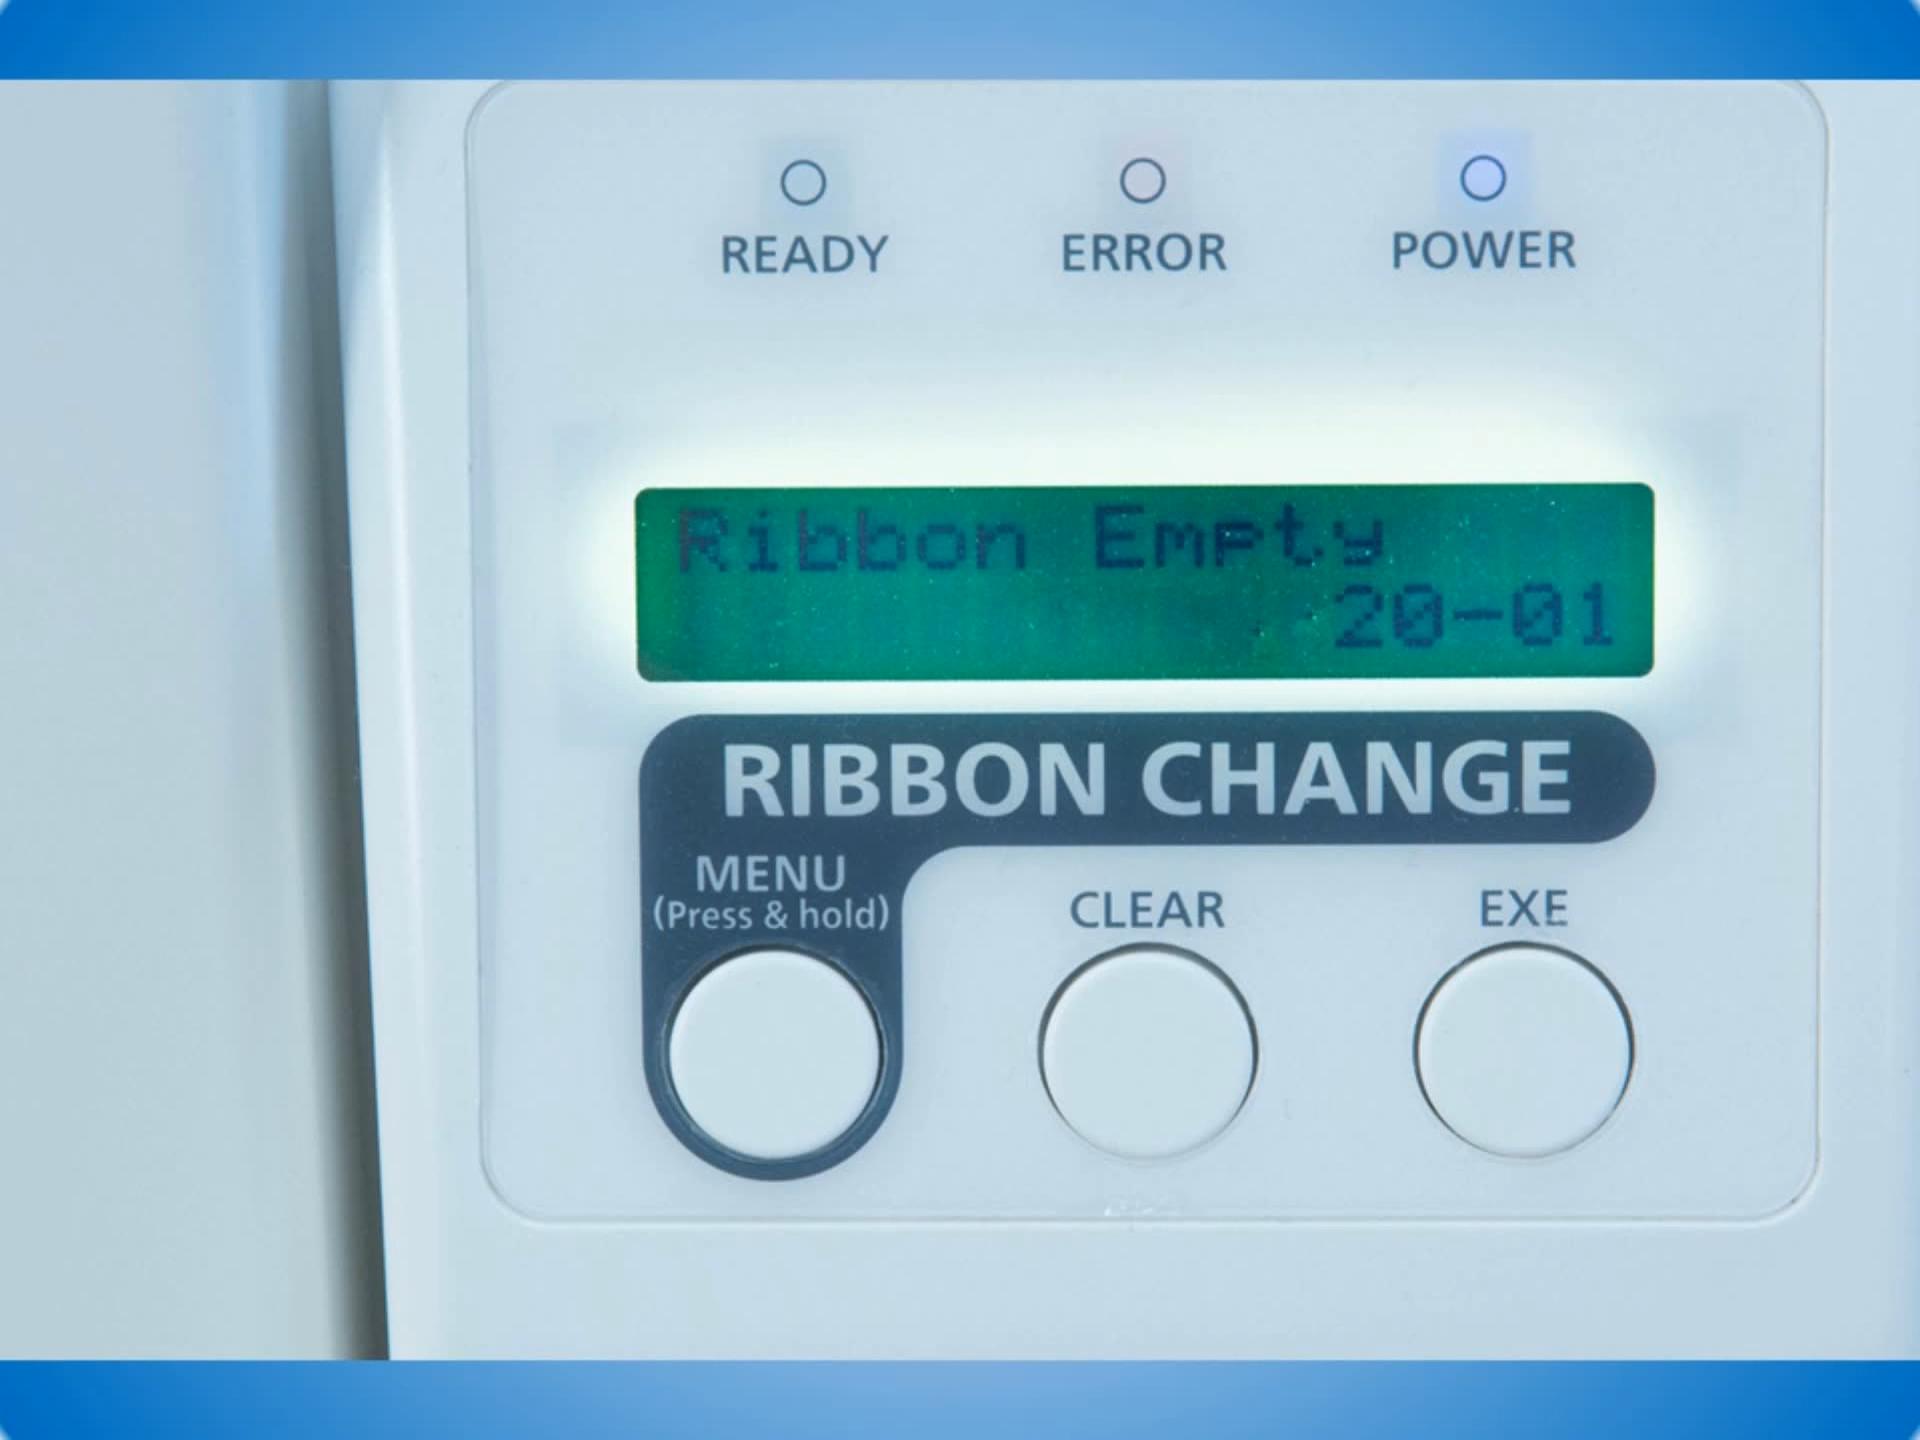 READY ERROR POWER
Ribbon Empty
20-01
RIBBON CHANGE
MENU
(Press & hold)
CLEAR EXE